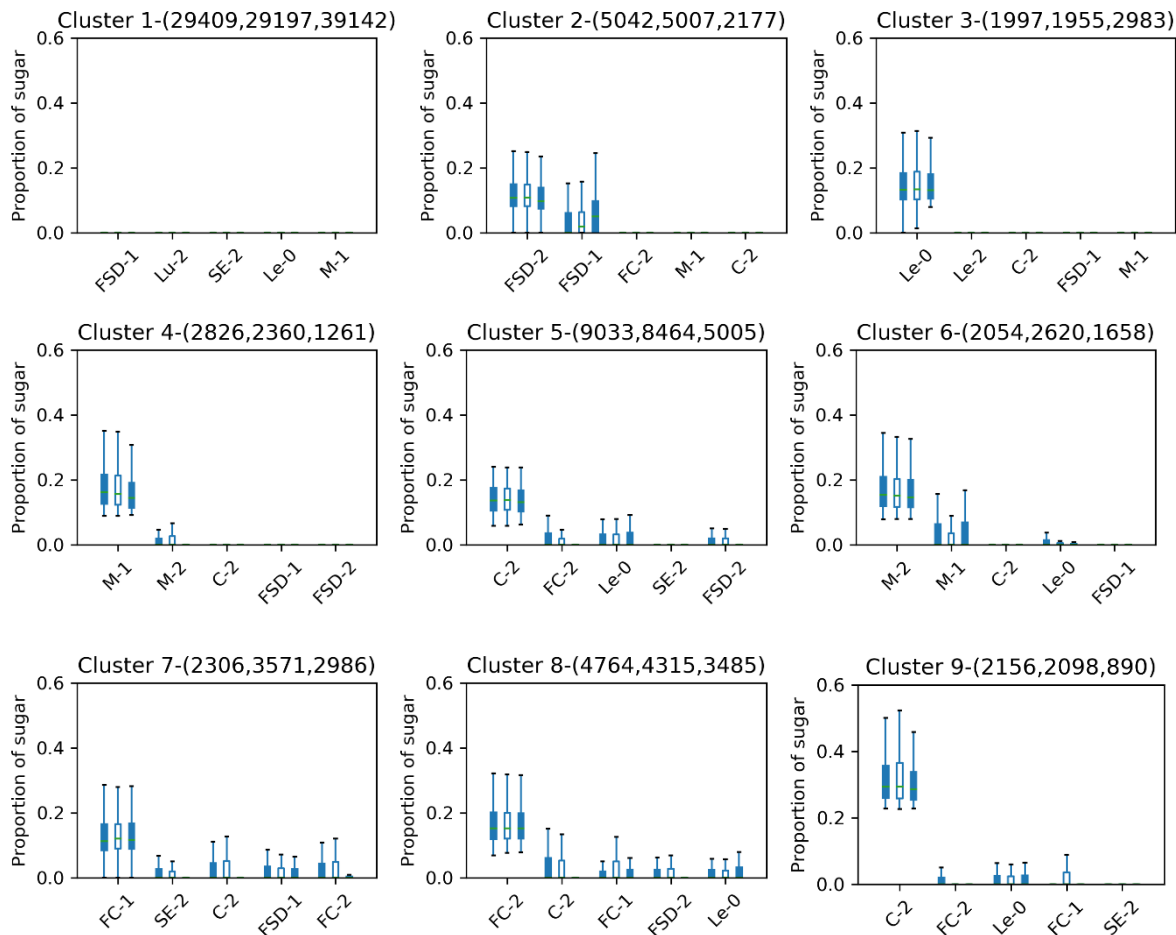 Cluster 1-(29409,29197,39142)
Proportion of sugar
0.6
0.4
0.2
0.0
FSD-1
Lu-2
SE-2
Le-0
M-1
Cluster 2-(5042,5007,2177)
Proportion of sugar
0.6
0.4
0.2
0.0
FSD-2
FSD-1
FC-2
M-1
C-2
Cluster 3-(1997,1955,2983)
Proportion of sugar
0.6
0.4
0.2
0.0
Le-0
Le-2
C-2
FSD-1
M-1
Cluster 4-(2826,2360,1261)
Proportion of sugar
0.6
0.4
0.2
0.0
M-1
M-2
C-2
FSD-1
FSD-2
Cluster 5-(9033,8464,5005)
Proportion of sugar
0.6
0.4
0.2
0.0
C-2
FC-2
Le-0
SE-2
FSD-2
Cluster 6-(2054,2620,1658)
Proportion of sugar
0.6
0.4
0.2
0.0
M-2
M-1
C-2
Le-0
FSD-1
Cluster 7-(2306,3571,2986)
Proportion of sugar
0.6
0.4
0.2
0.0
FC-1
SE-2
C-2
FSD-1
FC-2
Cluster 8-(4764,4315,3485)
Proportion of sugar
0.6
0.4
0.2
0.0
FC-2
C-2
FC-1
FSD-2
Le-0
Cluster 9-(2156,2098,890)
Proportion of sugar
0.6
0.4
0.2
0.0
C-2
FC-2
Le-0
FC-1
SE-2